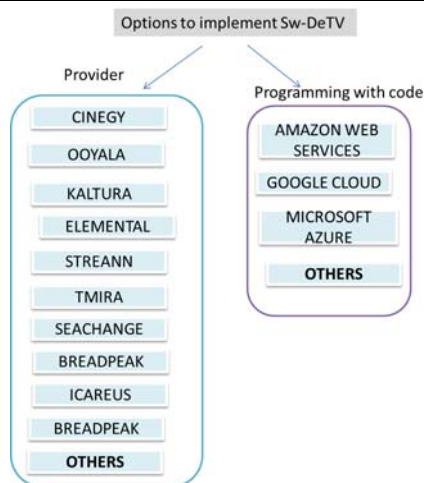 Options to implement Sw-DeTV
Provider
CINEGY
OOYALA
KALTURA
ELEMENTAL
STREANN
TMIRA
SEACHANGE
BREADPEAK
ICAREUS
BREADPEAK
OTHERS
Programming with code
AMAZON WEB
SERVICES
GOOGLE CLOUD
MICROSOFT
AZURE
OTHERS